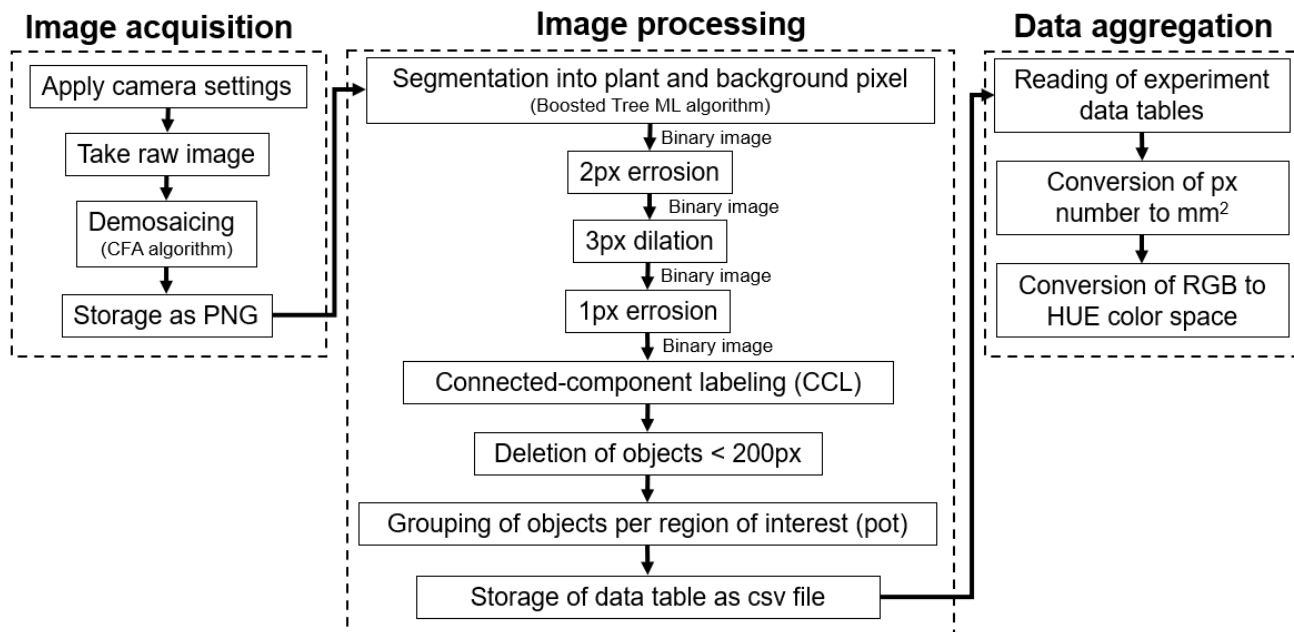 Image acquisition
Apply camera settings
Take raw image
Demosaicing
(CFA algorithm)
Storage as PNG
Image processing
Segmentation into plant and background pixel
(Boosted Tree ML algorithm)
Binary image
2px errosion
Binary image
3px dilation
Binary image
1px errosion
Binary image
Connected-component labeling (CCL)
Deletion of objects < 200px
Grouping of objects per region of interest (pot)
Storage of data table as csv file
Data aggregation
Reading of experiment
data tables
Conversion of px
number to mm²
Conversion of RGB to
HUE color space